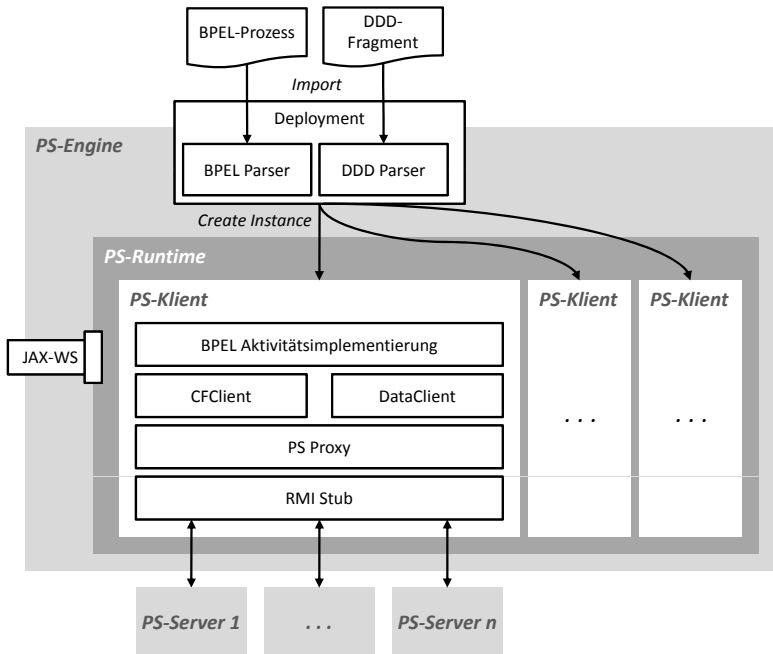 BPEL-Prozess
DDD-
Fragment
Import
Deployment
PS-Engine
BPEL Parser
DDD Parser
Create Instance
PS-Runtime
PS-Klient
PS-Klient
PS-Klient
BPEL Aktivitätsimplementierung
JAX-WS
CFClient
DataClient
. . .
. . .
PS Proxy
RMI Stub
PS-Server 1
. . .
PS-Server n